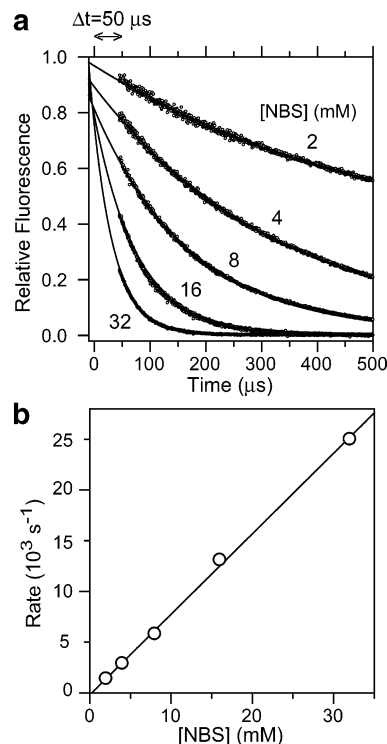 a
Δt=50 μs
1.0
0.8
0.6
0.4
0.2
0.0
Relative Fluorescence
[NBS] (mM)
2
4
8
16
32
0 100 200 300 400 500
Time (μs)
b
25
20
15
10
5
0
Rate (10³ s⁻¹)
0 10 20 30
[NBS] (mM)